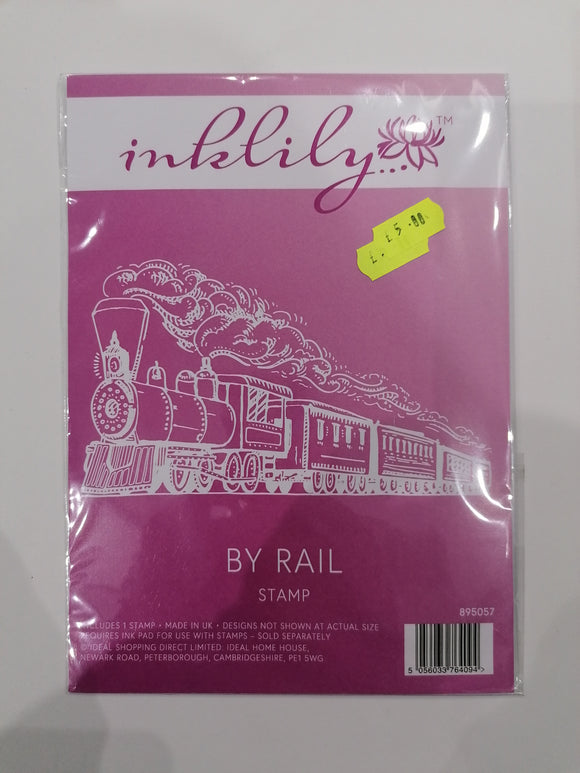 inklily...™
£5.00
BY RAIL
STAMP
895057
INCLUDES 1 STAMP • MADE IN UK • DESIGNS NOT SHOWN AT ACTUAL SIZE
REQUIRES INK PAD FOR USE WITH STAMPS – SOLD SEPARATELY
©IDEAL SHOPPING DIRECT LIMITED. IDEAL HOME HOUSE,
NEWARK ROAD, PETERBOROUGH, CAMBRIDGESHIRE, PE1 5WG
5 056033 764094>